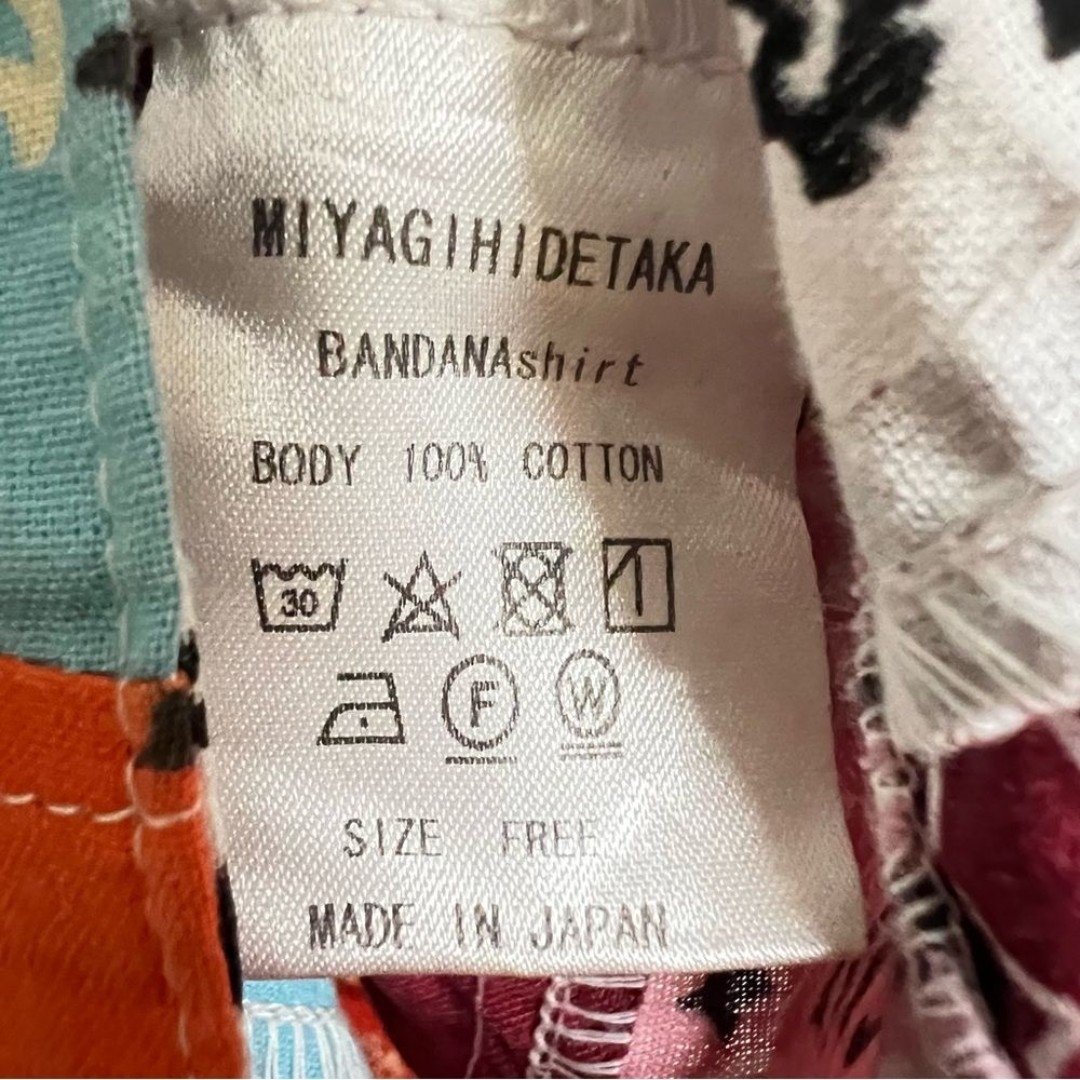 MIYAGIHIDETAKA
BANDANAshirt
BODY 100% COTTON
30
F W
SIZE FREE
MADE IN JAPAN